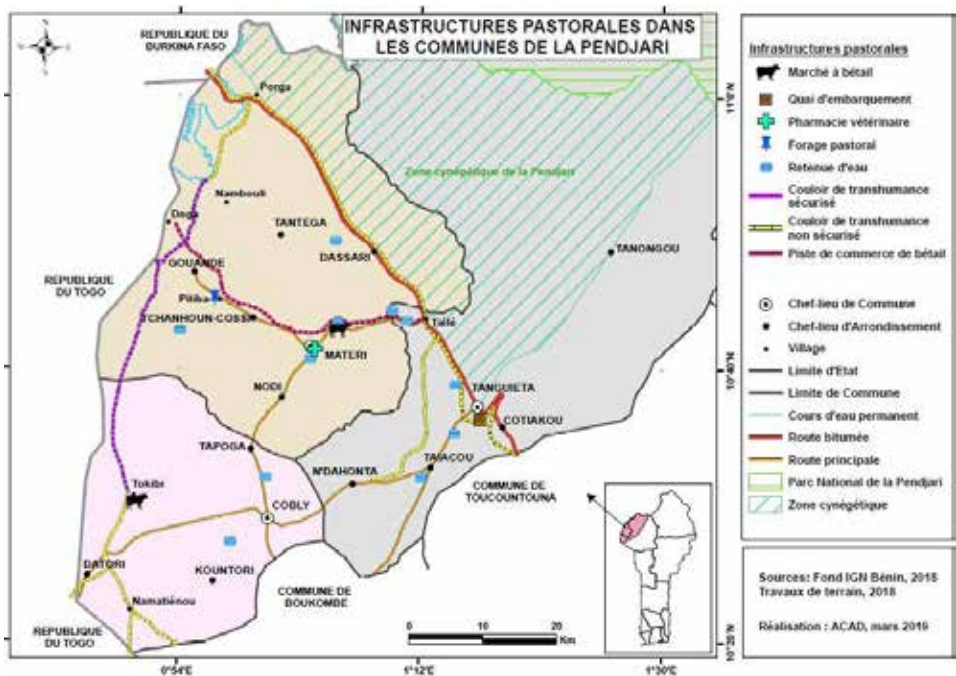 INFRASTRUCTURES PASTORALES DANS
LES COMMUNES DE LA PENDJARI
REPUBLIQUE DU
BURKINA FASO
Porga
11°0'N
Pendjari
Zone cynégétique de la Pendjari
Nambouli
Daga
TANTEGA
DASSARI
TANONGOU
GOUANDE
REPUBLIQUE
DU TOGO
Pitiba
TCHANHOUN-COSSI
Tailé
MATERI
10°40'N
NODI
TANGUIETA
COTIAKOU
TAPOGA
N'DAHONTA
TAIACOU
Tokibi
COMMUNE DE
TOUCOUNTOUNA
COBLY
DATORI
KOUNTORI
COMMUNE DE
BOUKOMBE
Namatiénou
REPUBLIQUE
DU TOGO
0 10 20
Km
10°20'N
0°54'E
1°12'E
1°30'E
Infrastructures pastorales
Marché à bétail
Quai d'embarquement
Pharmacie vétérinaire
Forage pastoral
Retenue d'eau
Couloir de transhumance
sécurisé
Couloir de transhumance
non sécurisé
Piste de commerce de bétail
Chef-lieu de Commune
Chef-lieu d'Arrondissement
Village
Limite d'Etat
Limite de Commune
Cours d'eau permanent
Route bitumée
Route principale
Parc National de la Pendjari
Zone cynégétique
Sources: Fond IGN Bénin, 2015
Travaux de terrain, 2018
Réalisation : ACAD, mars 2019